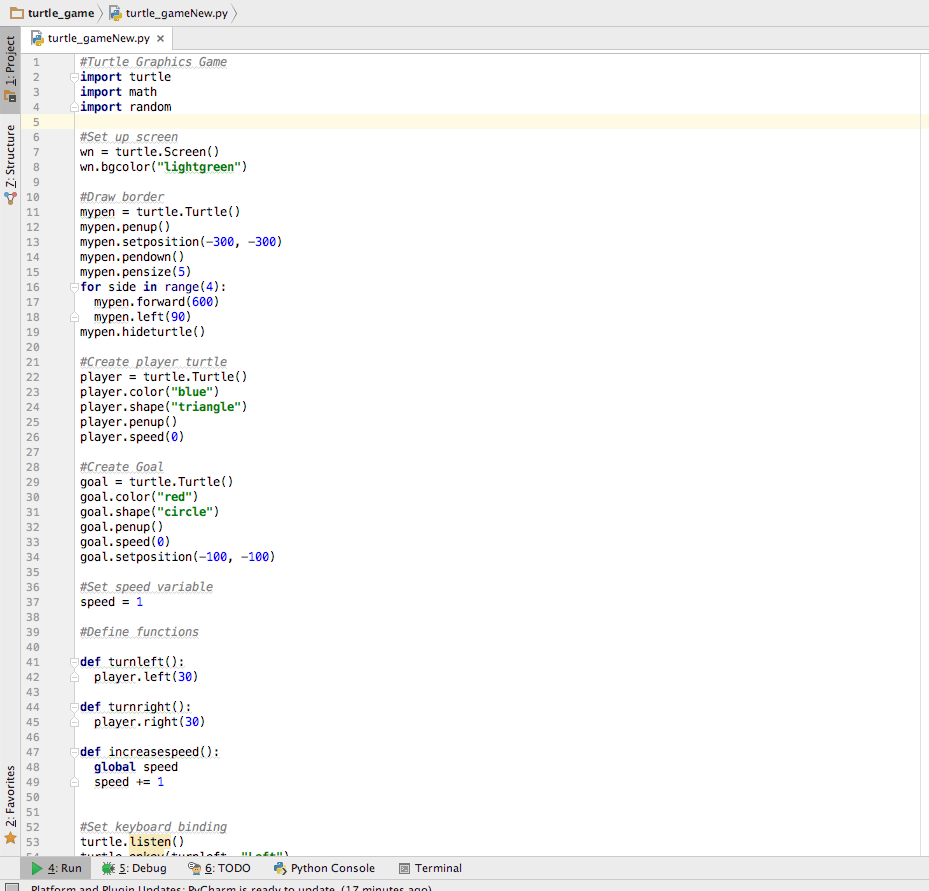 turtle_game
turtle_gameNew.py
turtle_gameNew.py ×
1: Project
Z: Structure
2: Favorites
1 #Turtle Graphics Game
2 import turtle
3 import math
4 import random
5
6 #Set up screen
7 wn = turtle.Screen()
8 wn.bgcolor("lightgreen")
9
10 #Draw border
11 mypen = turtle.Turtle()
12 mypen.penup()
13 mypen.setposition(-300, -300)
14 mypen.pendown()
15 mypen.pensize(5)
16 for side in range(4):
17   mypen.forward(600)
18   mypen.left(90)
19 mypen.hideturtle()
20
21 #Create player turtle
22 player = turtle.Turtle()
23 player.color("blue")
24 player.shape("triangle")
25 player.penup()
26 player.speed(0)
27
28 #Create Goal
29 goal = turtle.Turtle()
30 goal.color("red")
31 goal.shape("circle")
32 goal.penup()
33 goal.speed(0)
34 goal.setposition(-100, -100)
35
36 #Set speed variable
37 speed = 1
38
39 #Define functions
40
41 def turnleft():
42   player.left(30)
43
44 def turnright():
45   player.right(30)
46
47 def increasespeed():
48   global speed
49   speed += 1
50
51
52 #Set keyboard binding
53 turtle.listen()
54 turtle.onkey(turnleft, "Left")
4: Run 5: Debug 6: TODO Python Console Terminal
Platform and Plugin Updates: PyCharm is ready to update. (17 minutes ago)